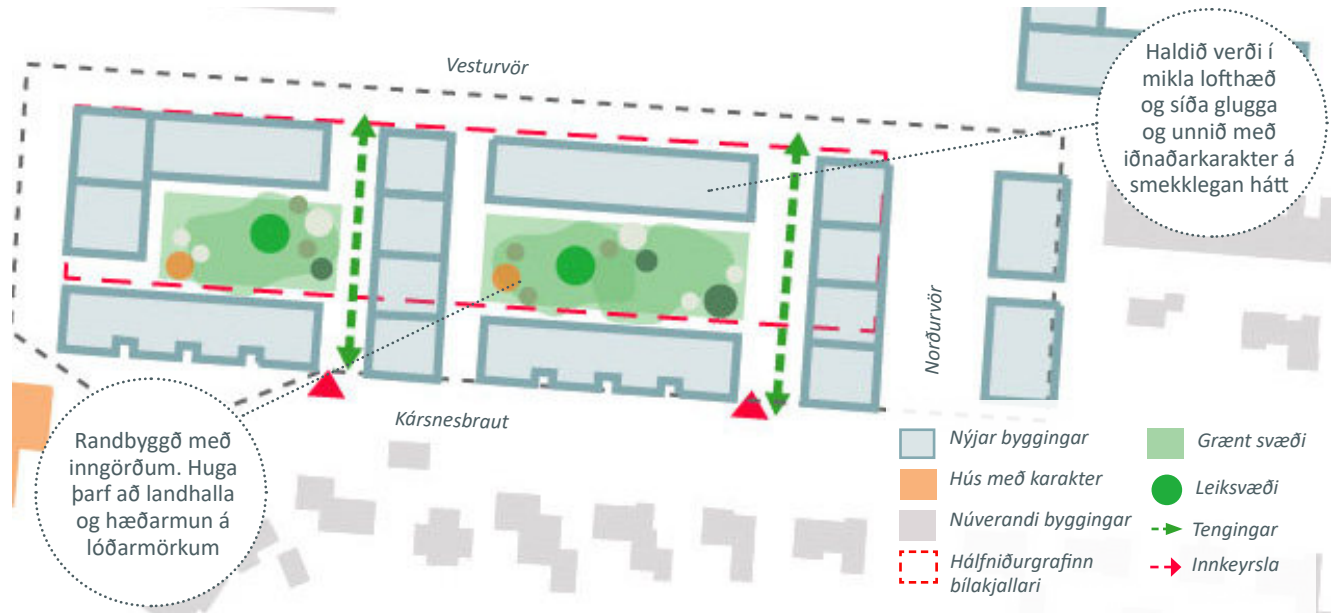 Vesturvör
Haldið verði í
mikla lofthæð
og síða glugga
og unnið með
iðnaðarkarakter á
smekklegan hátt
Norðurvör
Kársnesbraut
Randbyggð með
inngörðum. Huga
þarf að landhalla
og hæðarmun á
lóðarmörkum
Nýjar byggingar
Hús með karakter
Núverandi byggingar
Hálfniðurgrafinn
bílakjallari
Grænt svæði
Leiksvæði
Tengingar
Innkeyrsla